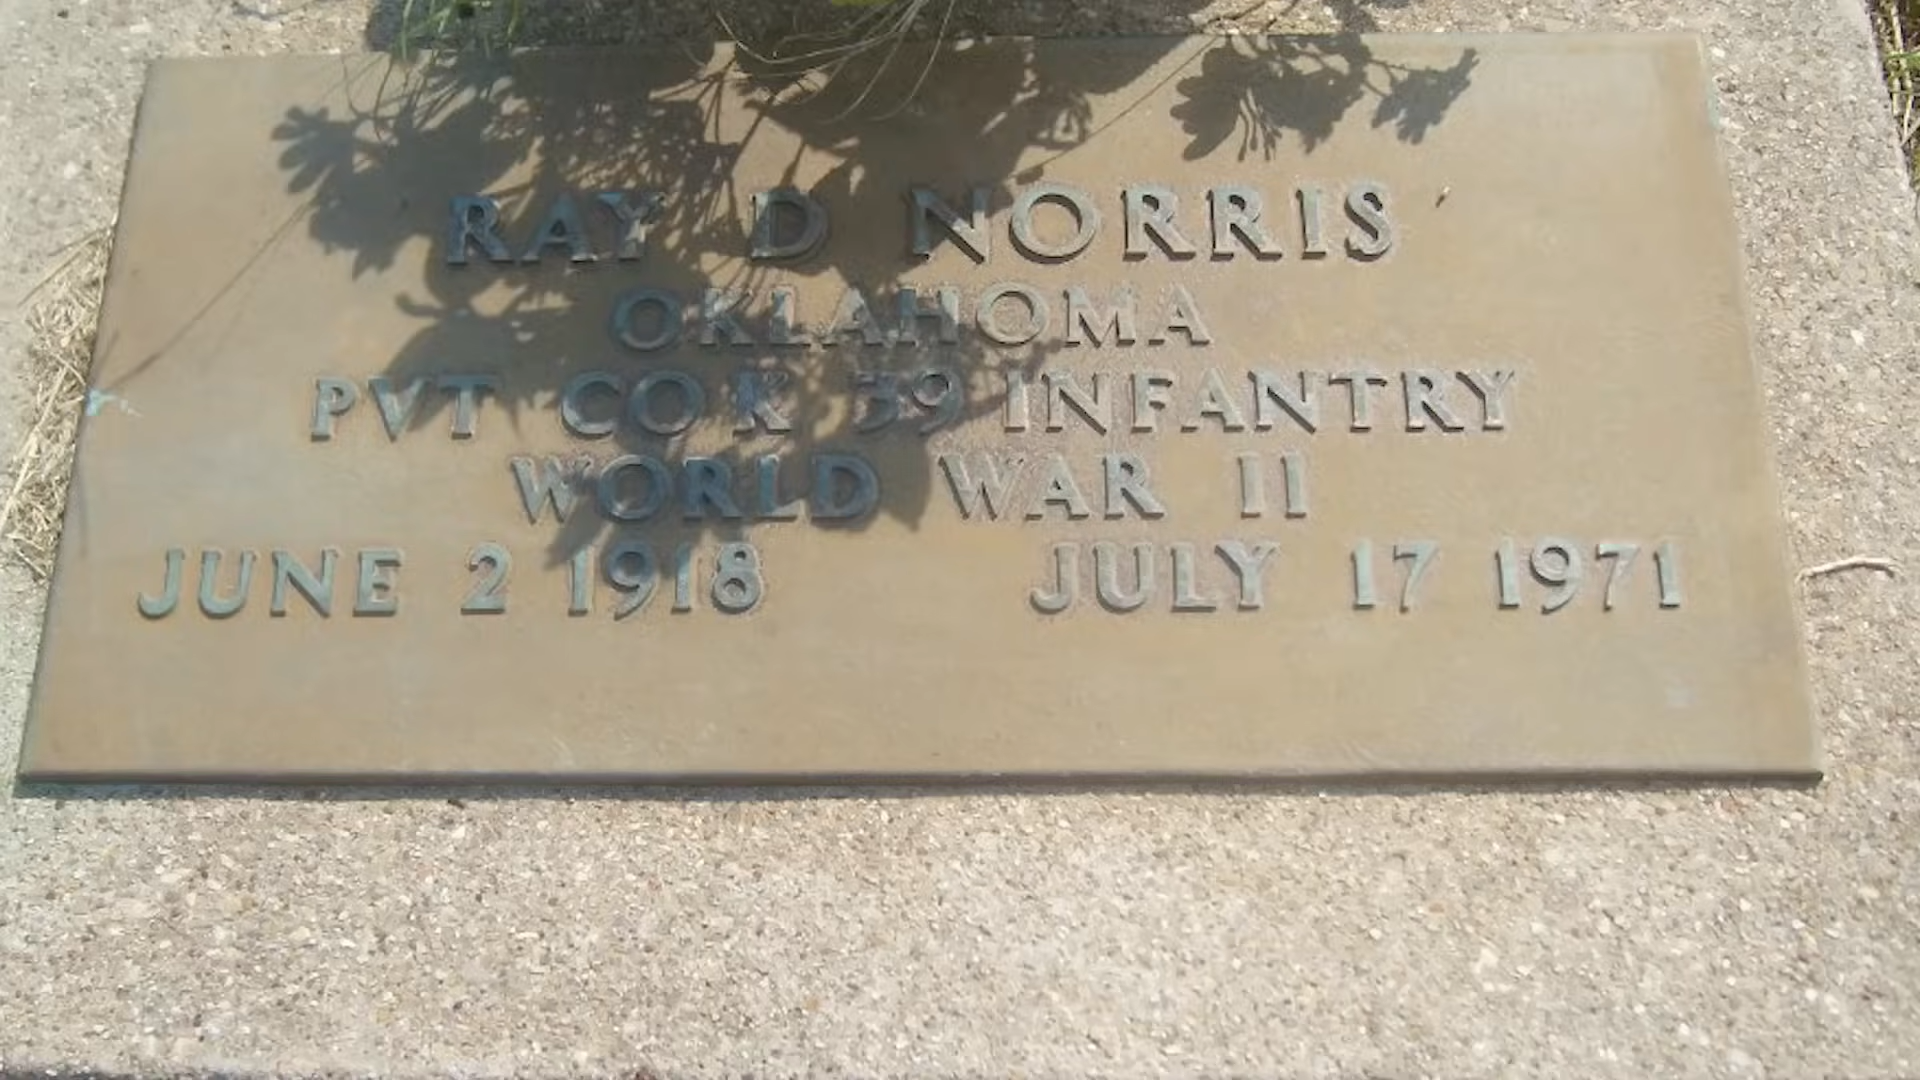 RAY D NORRIS
OKLAHOMA
PVT CO K 39 INFANTRY
WORLD WAR II
JUNE 2 1918 JULY 17 1971